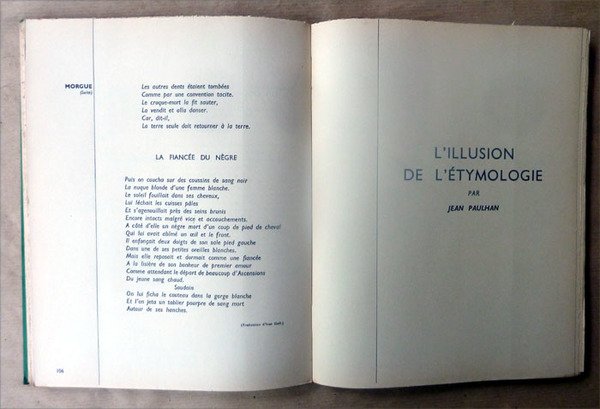 MORGUE
(Suite)
Les autres dents étaient tombées
Comme par une convention tacite.
Le croque-mort la fit sauter,
La vendit et alla danser.
Car, dit-il,
La terre seule doit retourner à la terre.
LA FIANCÉE DU NÈGRE
Puis on coucha sur des coussins de sang noir
La nuque blonde d'une femme blanche.
Le soleil fouillait dans ses cheveux,
Lui léchait les cuisses pâles
Et s'agenouillait près des seins brunis
Encore intacts malgré vice et accouchements.
A côté d'elle un nègre mort d'un coup de pied de cheval
Qui lui avait abîmé un œil et le front.
Il enfonçait deux doigts de son sale pied gauche
Dans une de ses petites oreilles blanches.
Mais elle reposait et dormait comme une fiancée
A la lisière de son bonheur de premier amour
Comme attendant le départ de beaucoup d'Ascensions
Du jeune sang chaud.
Soudain
On lui ficha le couteau dans la gorge blanche
Et l'on jeta un tablier pourpre de sang mort
Autour de ses hanches.
(Traduction d'Ivan Goll.)
106
L'ILLUSION
DE L'ÉTYMOLOGIE
PAR
JEAN PAULHAN